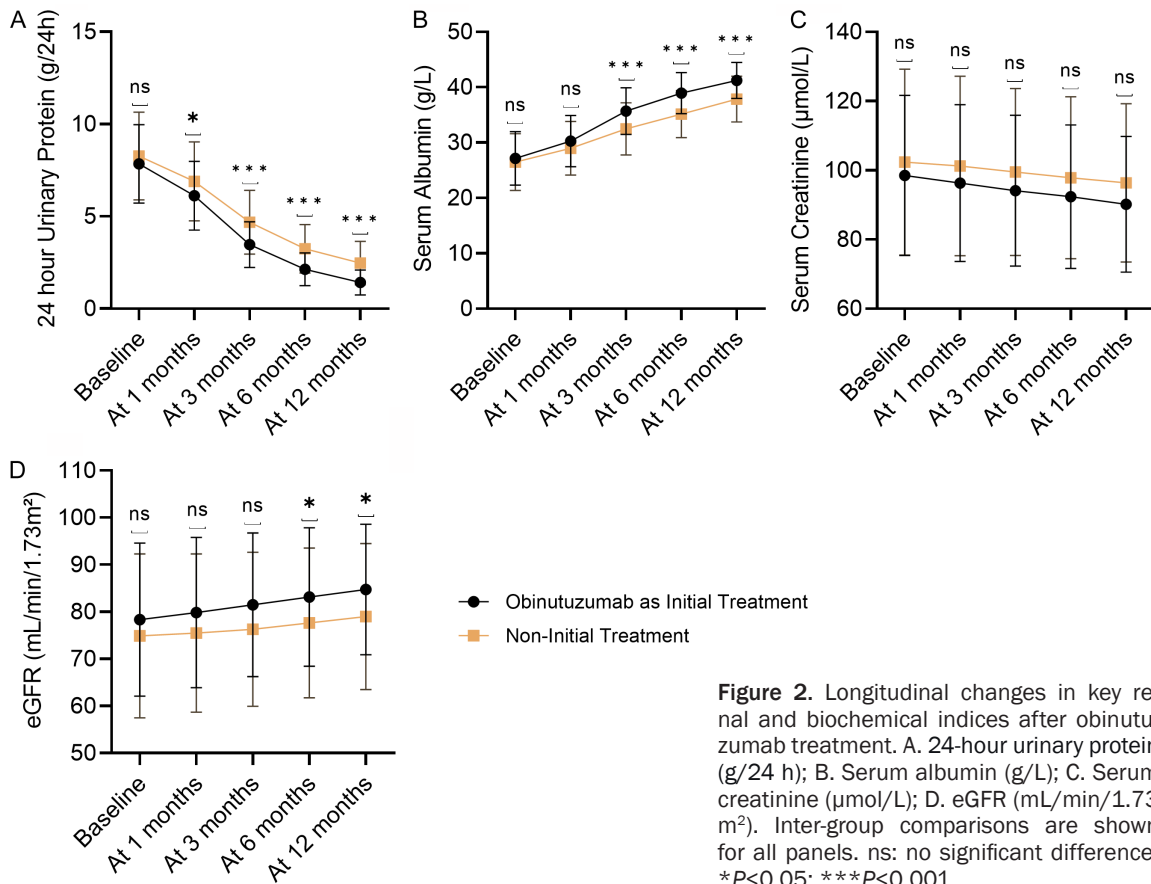 A
24 hour Urinary Protein (g/24h)
15
10
5
0
ns
*
***
***
***
Baseline
At 1 months
At 3 months
At 6 months
At 12 months
B
Serum Albumin (g/L)
50
40
30
20
10
0
ns
ns
***
***
***
Baseline
At 1 months
At 3 months
At 6 months
At 12 months
C
Serum Creatinine (μmol/L)
140
120
100
80
60
ns
ns
ns
ns
ns
Baseline
At 1 months
At 3 months
At 6 months
At 12 months
D
eGFR (mL/min/1.73m²)
110
100
90
80
70
60
50
ns
ns
ns
*
*
Baseline
At 1 months
At 3 months
At 6 months
At 12 months
Obinutuzumab as Initial Treatment
Non-Initial Treatment
Figure 2. Longitudinal changes in key re-
nal and biochemical indices after obinutu-
zumab treatment. A. 24-hour urinary protein
(g/24 h); B. Serum albumin (g/L); C. Serum
creatinine (μmol/L); D. eGFR (mL/min/1.73
m²). Inter-group comparisons are shown
for all panels. ns: no significant difference
*P<0.05; ***P<0.001